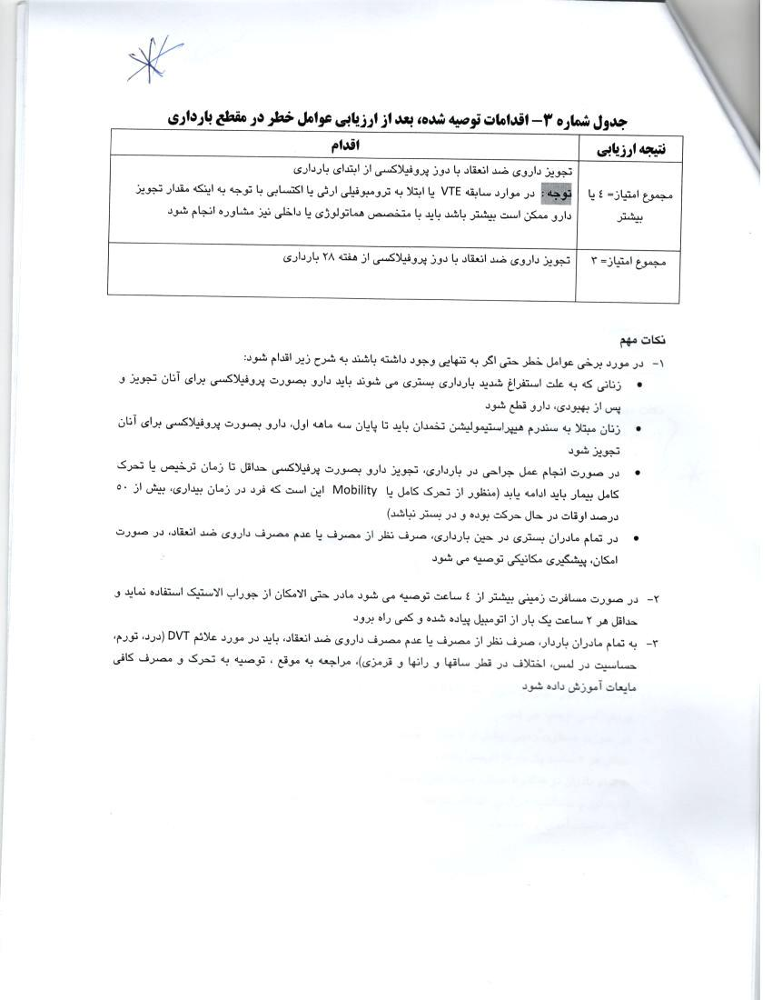 جدول شماره ۳- اقدامات توصیه شده، بعد از ارزیابی عوامل خطر در مقطع بارداری
نتیجه ارزیابی
اقدام
مجموع امتیاز= ٤ یا
بیشتر
تجویز داروی ضد انعقاد با دوز پروفیلاکسی از ابتدای بارداری
توجه : در موارد سابقه VTE یا ابتلا به ترومبوفیلی ارثی یا اکتسابی با توجه به اینکه مقدار تجویز
دارو ممکن است بیشتر باشد باید با متخصص هماتولوژی یا داخلی نیز مشاوره انجام شود
مجموع امتیاز= ۳
تجویز داروی ضد انعقاد با دوز پروفیلاکسی از هفته ۲۸ بارداری
نکات مهم
۱- در مورد برخی عوامل خطر حتی اگر به تنهایی وجود داشته باشند به شرح زیر اقدام شود:
• زنانی که به علت استفراغ شدید بارداری بستری می شوند باید دارو بصورت پروفیلاکسی برای آنان تجویز و
پس از بهبودی، دارو قطع شود
• زنان مبتلا به سندرم هیپراستیمولیشن تخمدان باید تا پایان سه ماهه اول، دارو بصورت پروفیلاکسی برای آنان
تجویز شود
• در صورت انجام عمل جراحی در بارداری، تجویز دارو بصورت پرفیلاکسی حداقل تا زمان ترخیص یا تحرک
کامل بیمار باید ادامه یابد (منظور از تحرک کامل یا Mobility این است که فرد در زمان بیداری، بیش از ۵۰
درصد اوقات در حال حرکت بوده و در بستر نباشد)
• در تمام مادران بستری در حین بارداری، صرف نظر از مصرف یا عدم مصرف داروی ضد انعقاد، در صورت
امکان، پیشگیری مکانیکی توصیه می شود
۲- در صورت مسافرت زمینی بیشتر از ٤ ساعت توصیه می شود مادر حتی الامکان از جوراب الاستیک استفاده نماید و
حداقل هر ۲ ساعت یک بار از اتومبیل پیاده شده و کمی راه برود
۳- به تمام مادران باردار، صرف نظر از مصرف یا عدم مصرف داروی ضد انعقاد، باید در مورد علائم DVT (درد، تورم،
حساسیت در لمس، اختلاف در قطر ساقها و رانها و قرمزی)، مراجعه به موقع ، توصیه به تحرک و مصرف کافی
مایعات آموزش داده شود